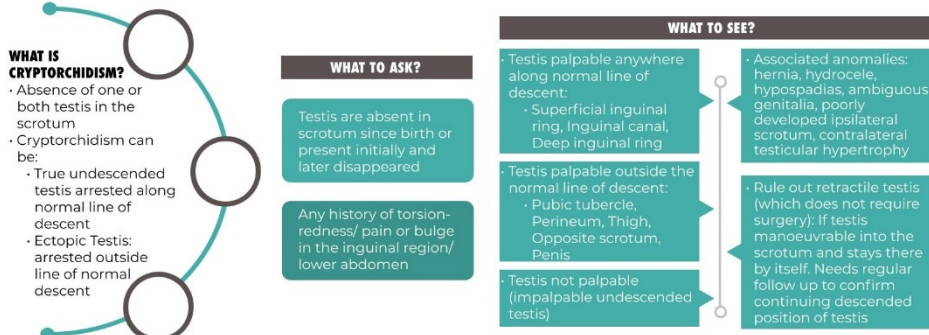 WHAT IS
CRYPTORCHIDISM?
• Absence of one or
both testis in the
scrotum
• Cryptorchidism can
be:
• True undescended
testis arrested along
normal line of
descent
• Ectopic Testis:
arrested outside
line of normal
descent
WHAT TO ASK?
Testis are absent in
scrotum since birth or
present initially and
later disappeared
Any history of torsion-
redness/ pain or bulge
in the inguinal region/
lower abdomen
WHAT TO SEE?
• Testis palpable anywhere
along normal line of
descent:
• Superficial inguinal
ring, Inguinal canal,
Deep inguinal ring
• Testis palpable outside the
normal line of descent:
• Pubic tubercle,
Perineum, Thigh,
Opposite scrotum,
Penis
• Testis not palpable
(impalpable undescended
testis)
• Associated anomalies:
hernia, hydrocele,
hypospadias, ambiguous
genitalia, poorly
developed ipsilateral
scrotum, contralateral
testicular hypertrophy
• Rule out retractile testis
(which does not require
surgery): If testis
manoeuvrable into the
scrotum and stays there
by itself. Needs regular
follow up to confirm
continuing descended
position of testis